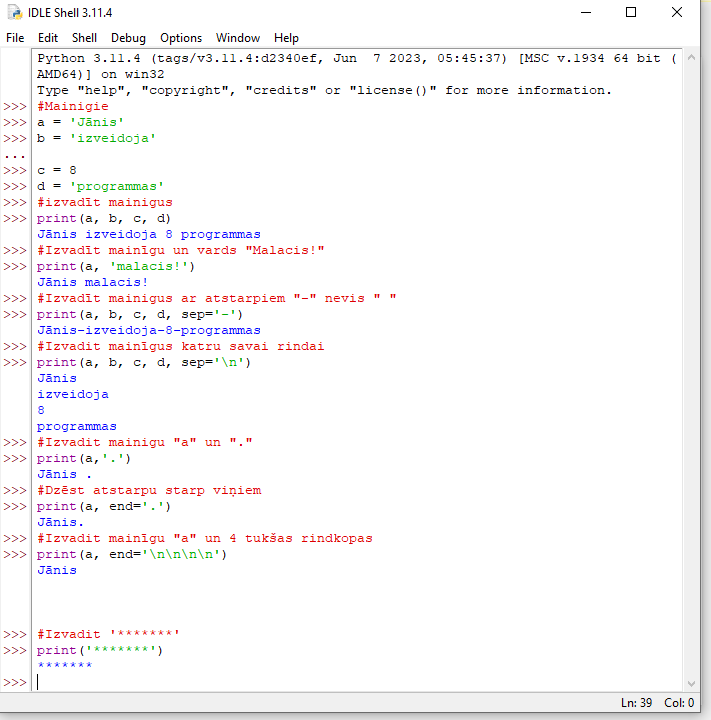 IDLE Shell 3.11.4
File Edit Shell Debug Options Window Help
Python 3.11.4 (tags/v3.11.4:d2340ef, Jun  7 2023, 05:45:37) [MSC v.1934 64 bit (
AMD64)] on win32
Type "help", "copyright", "credits" or "license()" for more information.
>>> #Mainigie
>>> a = 'Jānis'
>>> b = 'izveidoja'
...
>>> c = 8
>>> d = 'programmas'
>>> #izvadīt mainigus
>>> print(a, b, c, d)
Jānis izveidoja 8 programmas
>>> #Izvadīt mainīgu un vards "Malacis!"
>>> print(a, 'malacis!')
Jānis malacis!
>>> #Izvadīt mainigus ar atstarpiem "-" nevis " "
>>> print(a, b, c, d, sep='-')
Jānis-izveidoja-8-programmas
>>> #Izvadīt mainīgus katru savai rindai
>>> print(a, b, c, d, sep='\n')
Jānis
izveidoja
8
programmas
>>> #Izvadit mainigu "a" un "."
>>> print(a,'.')
Jānis .
>>> #Dzēst atstarpu starp viņiem
>>> print(a, end='.')
Jānis.
>>> #Izvadīt mainīgu "a" un 4 tukšas rindkopas
>>> print(a, end='\n\n\n\n')
Jānis
>>> #Izvadit '*******'
>>> print('*******')
*******
>>>
Ln: 39 Col: 0